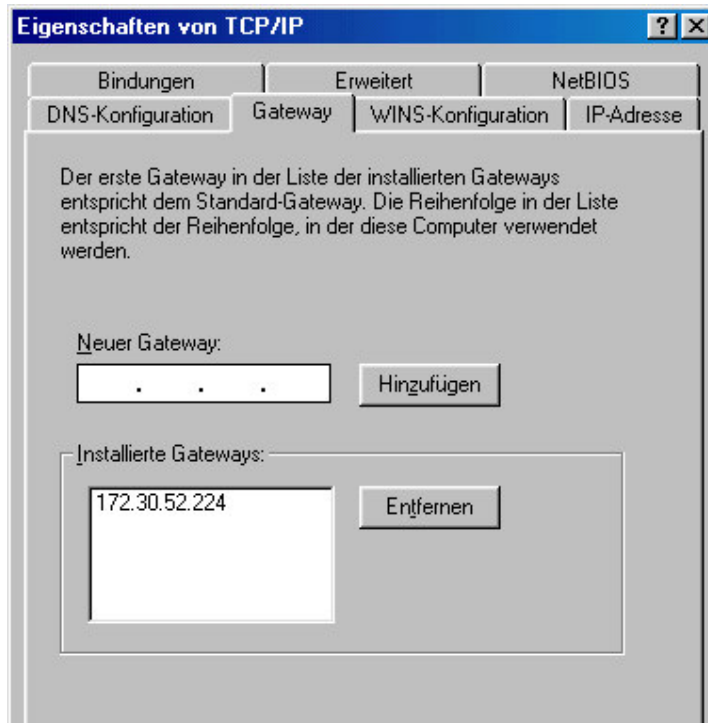 Eigenschaften von TCP/IP
Bindungen Erweitert NetBIOS
DNS-Konfiguration Gateway WINS-Konfiguration IP-Adresse
Der erste Gateway in der Liste der installierten Gateways
entspricht dem Standard-Gateway. Die Reihenfolge in der Liste
entspricht der Reihenfolge, in der diese Computer verwendet
werden.
Neuer Gateway:
. . .
Hinzufügen
Installierte Gateways:
172.30.52.224
Entfernen